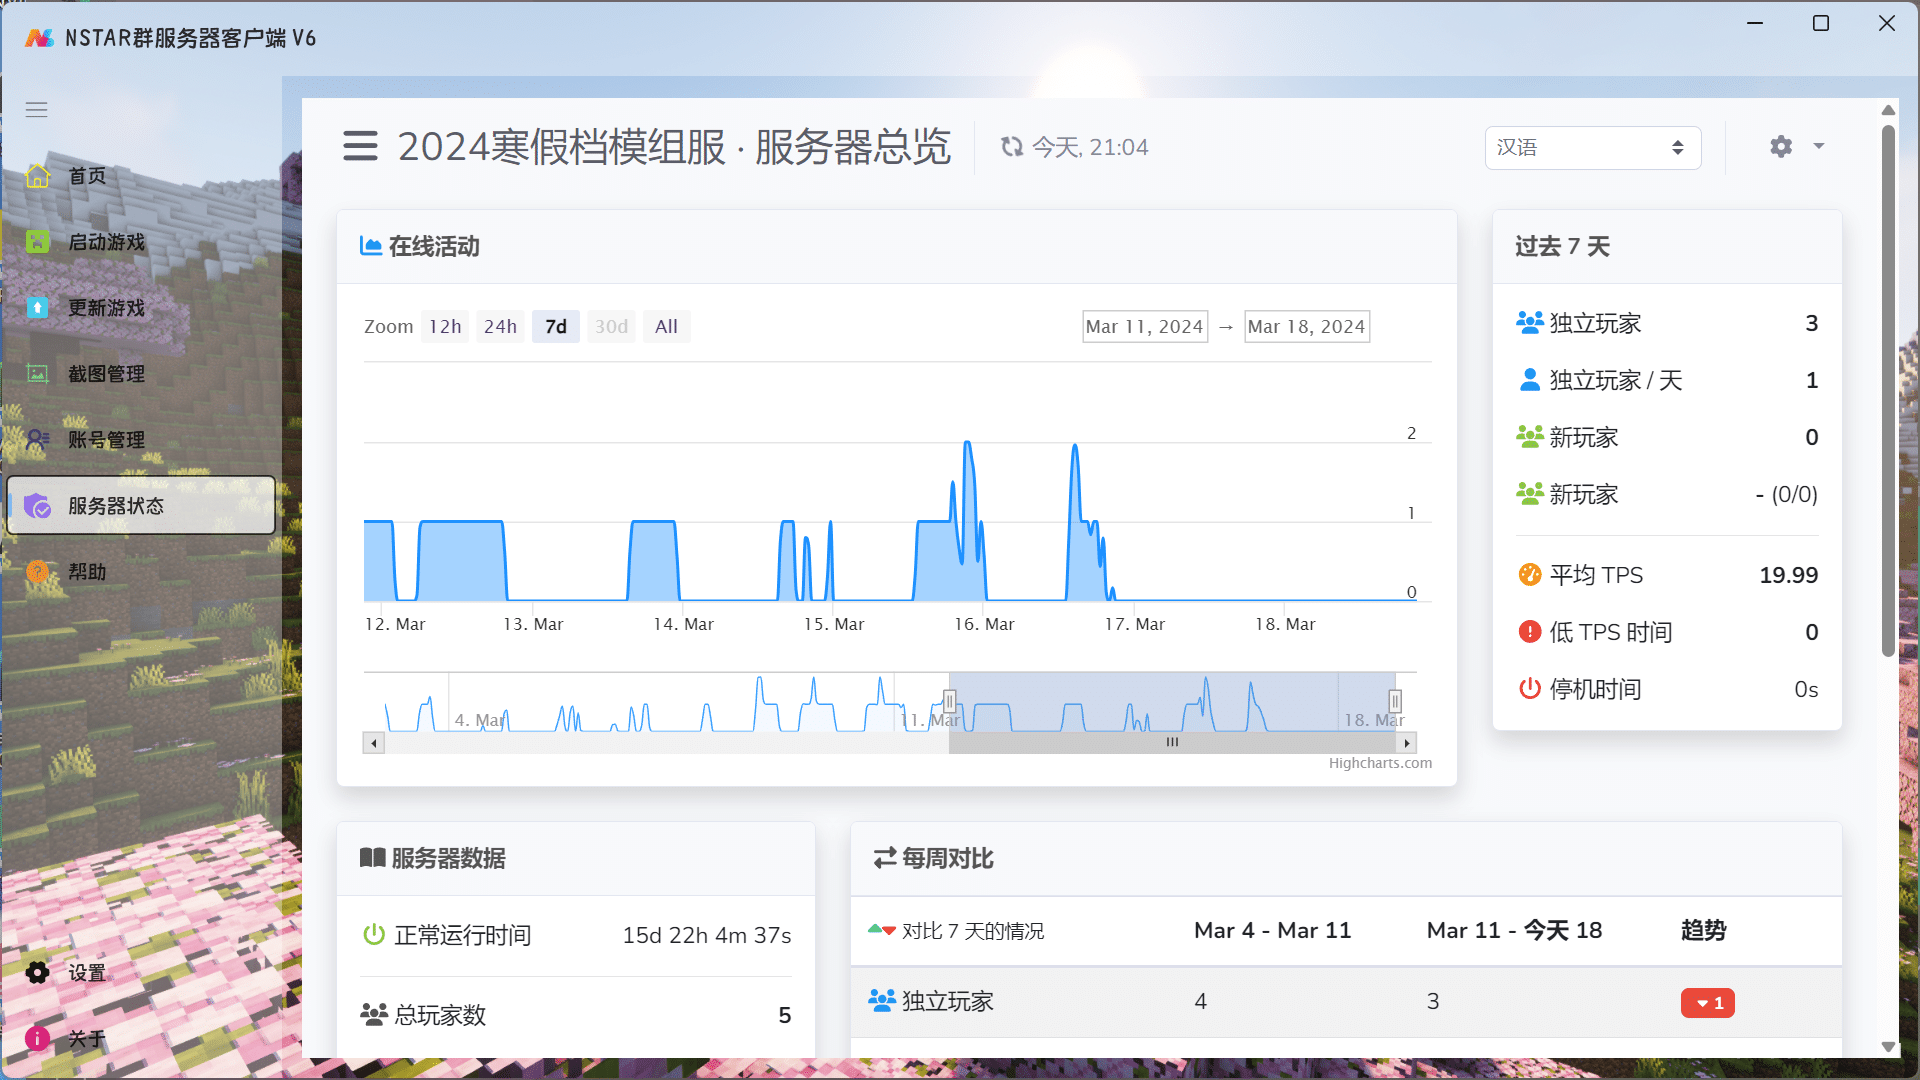 NSTAR群服务器客户端 V6
首页
启动游戏
更新游戏
截图管理
账号管理
服务器状态
帮助
设置
关于
2024寒假档模组服 · 服务器总览
今天, 21:04
汉语
在线活动
Zoom 12h 24h 7d 30d All
Mar 11, 2024 → Mar 18, 2024
2
1
0
12. Mar 13. Mar 14. Mar 15. Mar 16. Mar 17. Mar 18. Mar
4. Mar 11. Mar 18. Mar
Highcharts.com
过去 7 天
独立玩家 3
独立玩家 / 天 1
新玩家 0
新玩家 - (0/0)
平均 TPS 19.99
低 TPS 时间 0
停机时间 0s
服务器数据
正常运行时间 15d 22h 4m 37s
总玩家数 5
每周对比
对比 7 天的情况 Mar 4 - Mar 11 Mar 11 - 今天 18 趋势
独立玩家 4 3 1